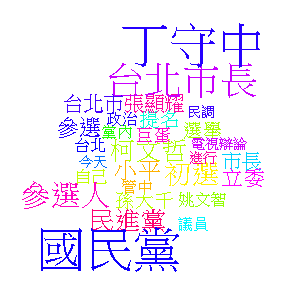 丁守中
台北市長
台北市 張顯耀
政治 提名 民調
參選 黨內 巨蛋 選舉
台北 柯文哲 電視辯論
今天 進行 市長
自己 小平 初選 立委
參選人 管中 孫大千 姚文智
民進黨 議員
國民黨